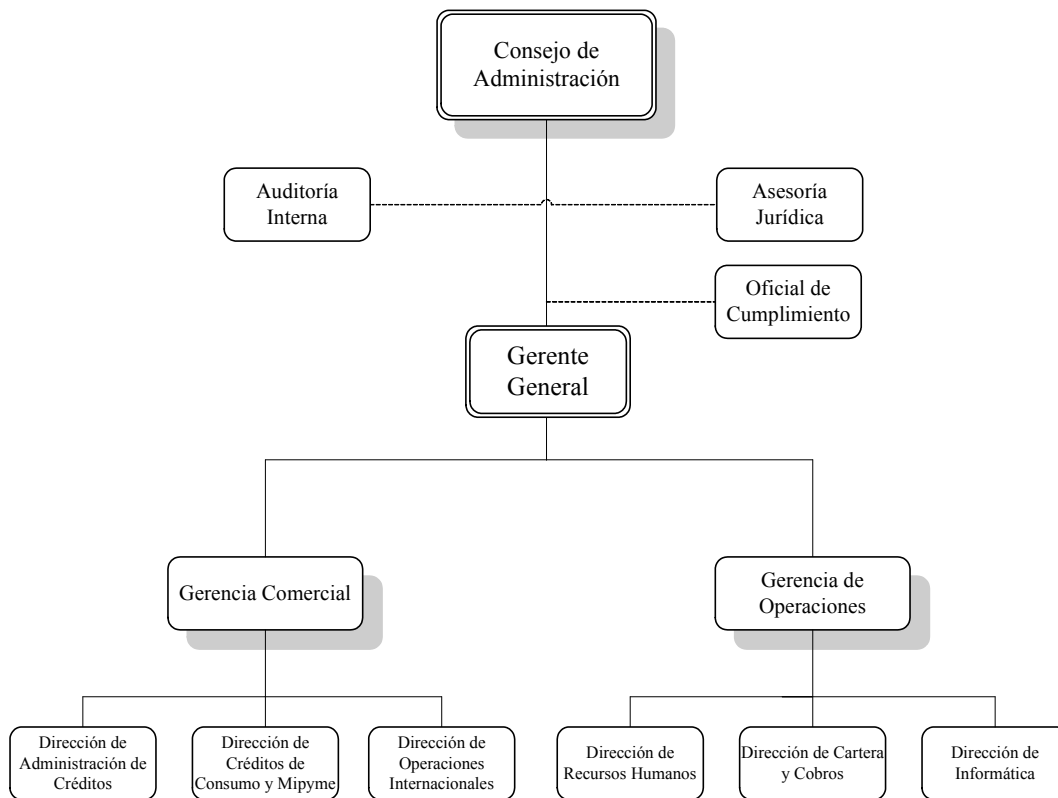 Consejo de
Administración
Auditoría
Interna
Asesoría
Jurídica
Oficial de
Cumplimiento
Gerente
General
Gerencia Comercial
Gerencia de
Operaciones
Dirección de
Administración de
Créditos
Dirección de
Créditos de
Consumo y Mipyme
Dirección de
Operaciones
Internacionales
Dirección de
Recursos Humanos
Dirección de Cartera
y Cobros
Dirección de
Informática